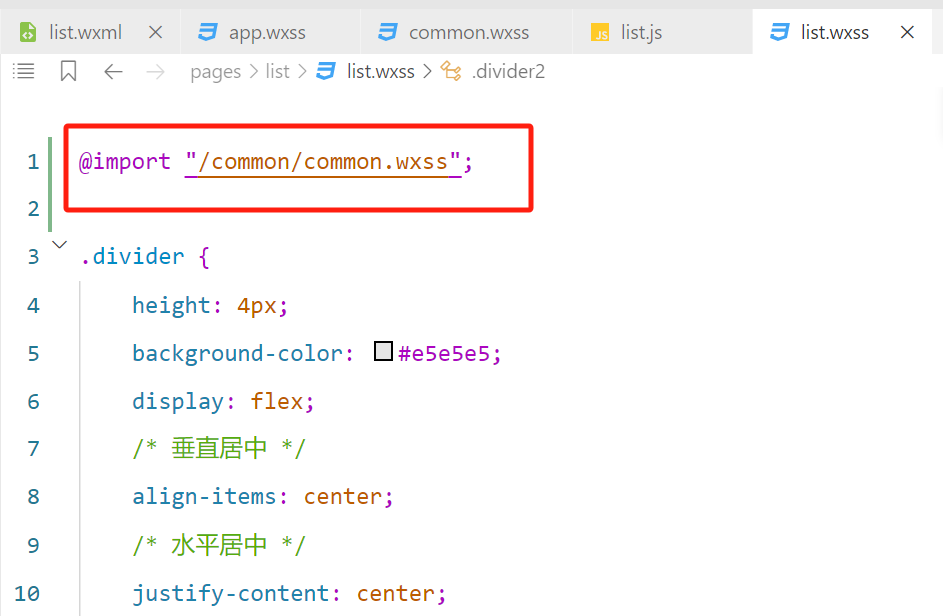 list.wxml app.wxss common.wxss JS list.js list.wxss
pages list list.wxss .divider2
1 @import "/common/common.wxss";
2
3 .divider {
4 height: 4px;
5 background-color: #e5e5e5;
6 display: flex;
7 /* 垂直居中 */
8 align-items: center;
9 /* 水平居中 */
10 justify-content: center;